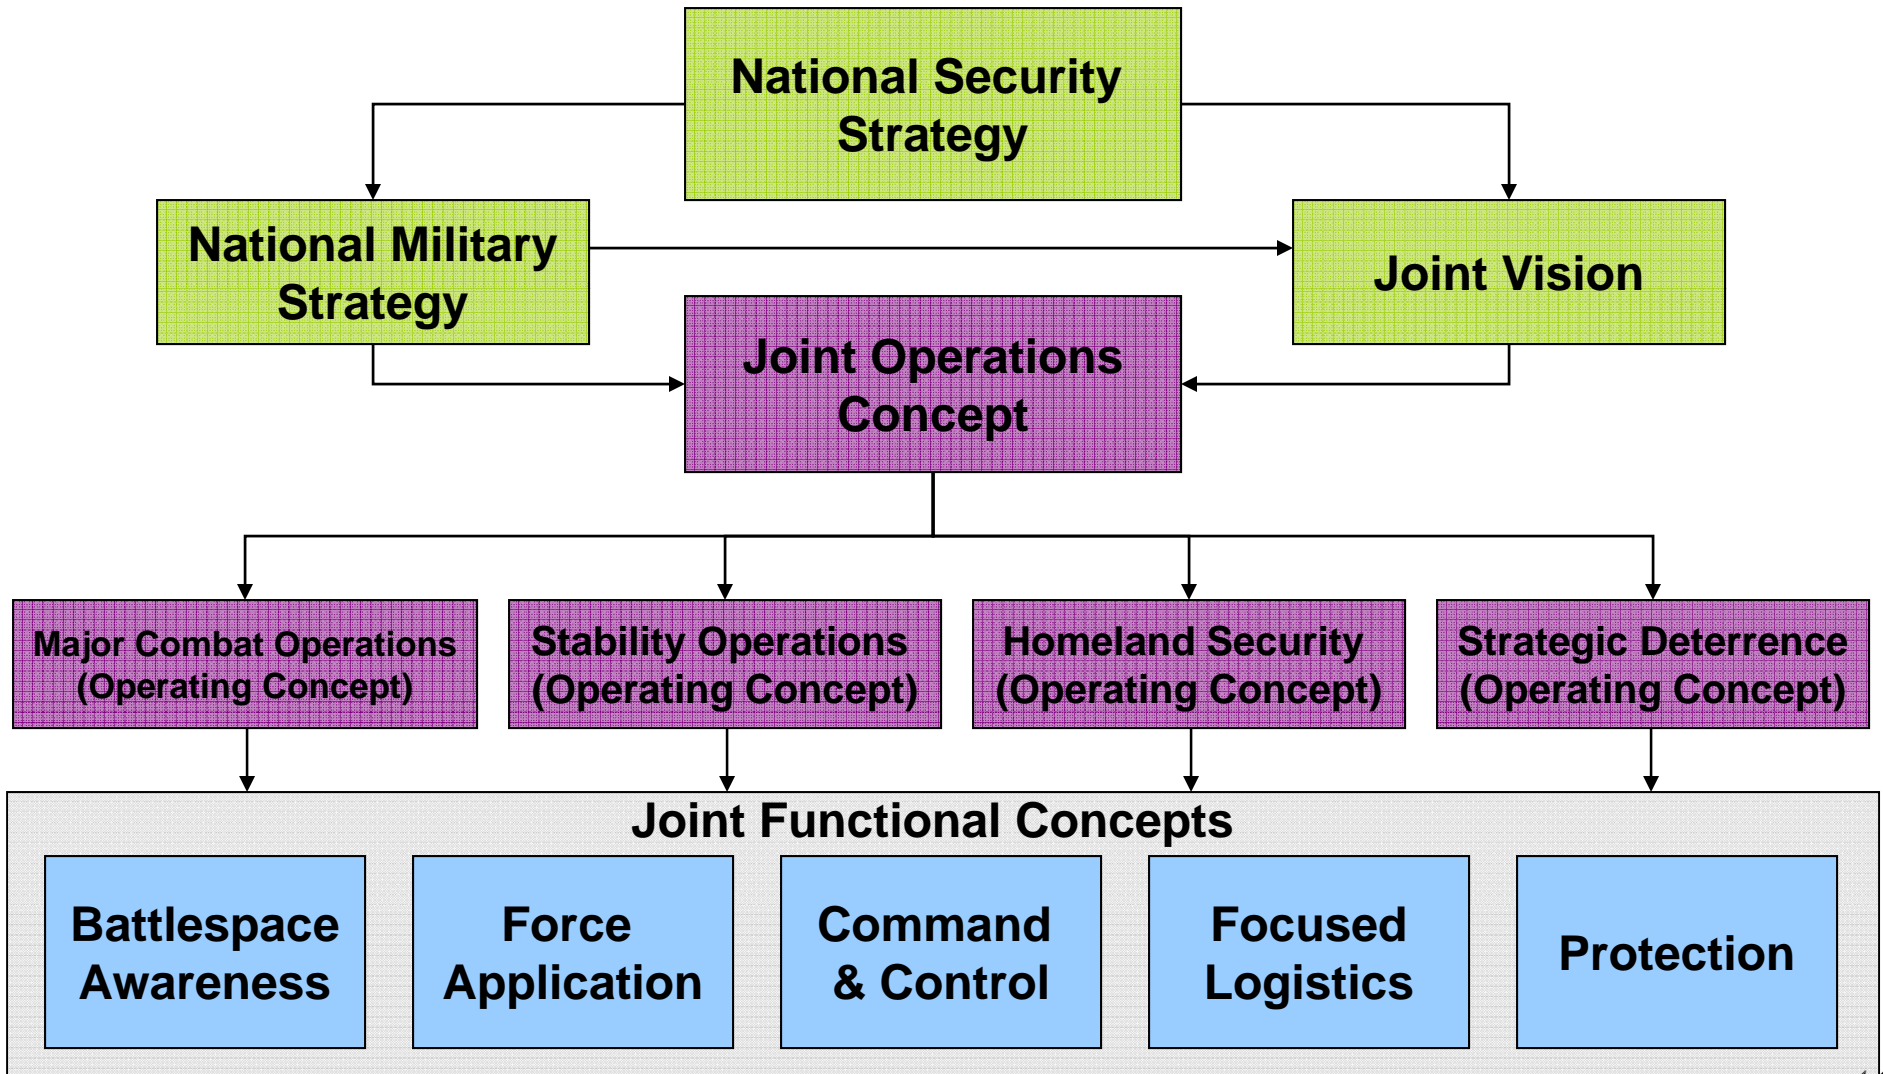 National Security
Strategy
National Military
Strategy
Joint Vision
Joint Operations
Concept
Major Combat Operations
(Operating Concept)
Stability Operations
(Operating Concept)
Homeland Security
(Operating Concept)
Strategic Deterrence
(Operating Concept)
Joint Functional Concepts
Battlespace
Awareness
Force
Application
Command
& Control
Focused
Logistics
Protection